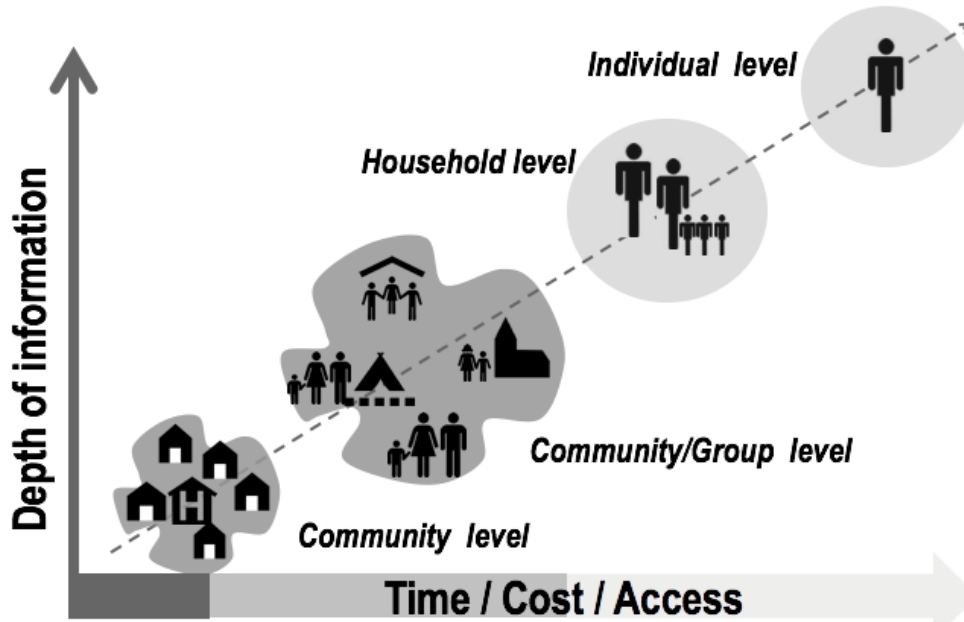 Individual level
Household level
Depth of information
Community/Group level
H
Community level
Time / Cost / Access